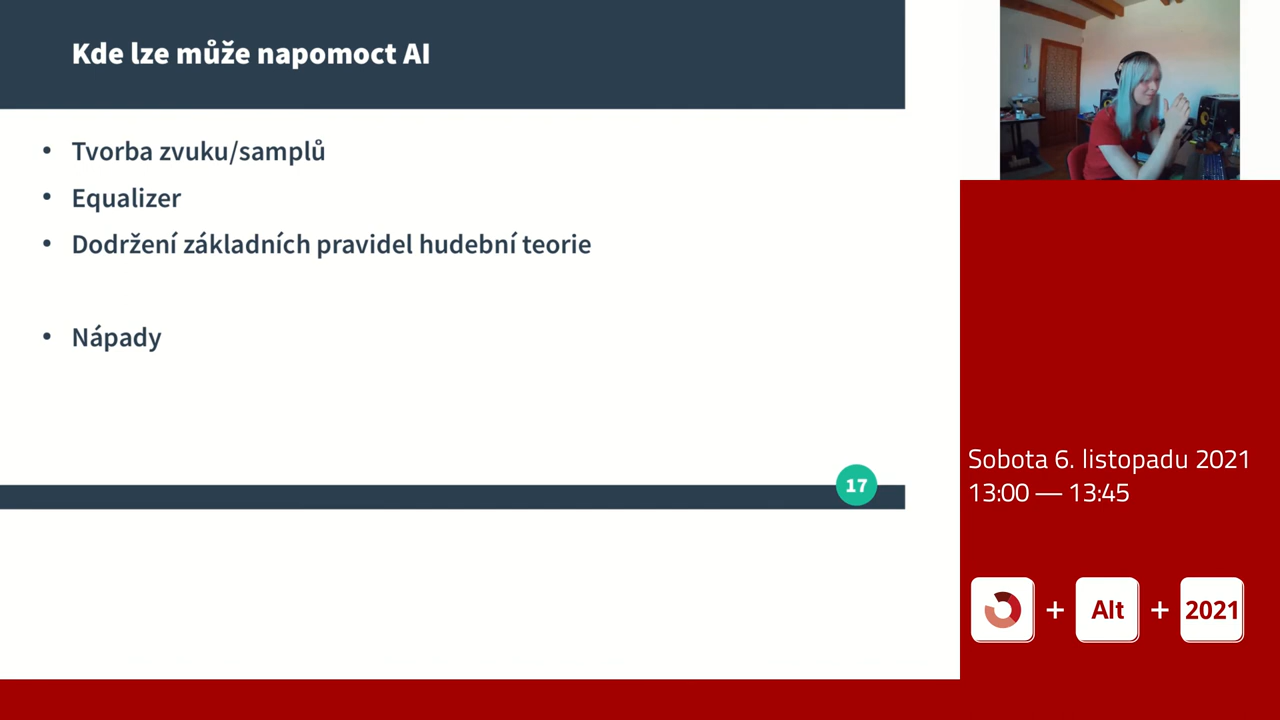 Kde lze může napomoct AI
• Tvorba zvuku/samplů
• Equalizer
• Dodržení základních pravidel hudební teorie
• Nápady
17
Sobota 6. listopadu 2021
13:00 — 13:45
+ Alt + 2021